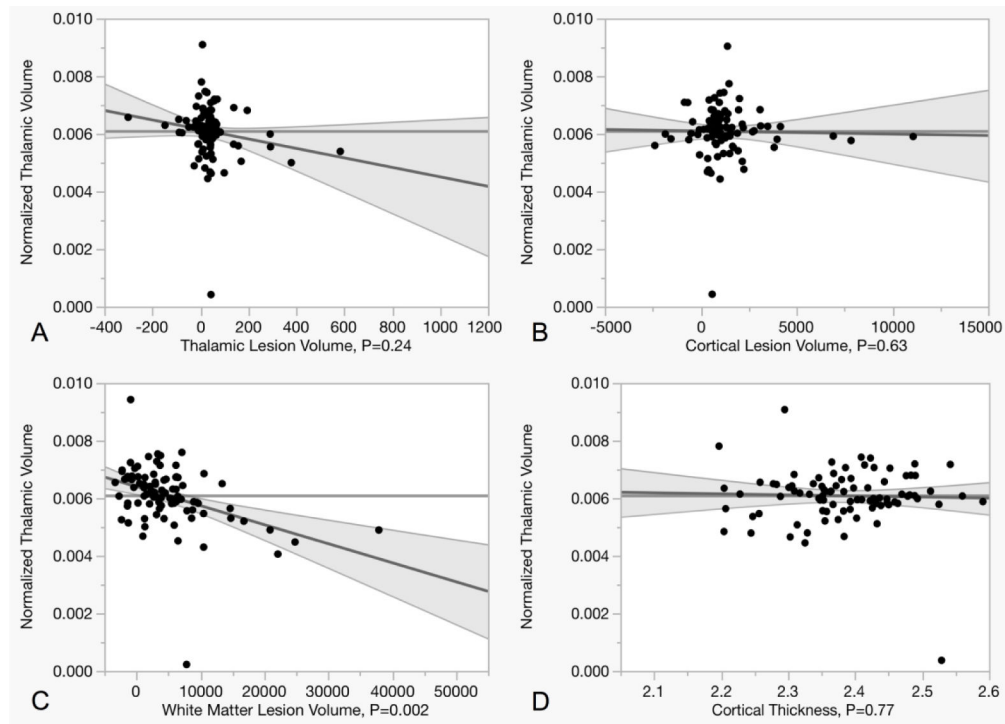 0.010
0.008
0.006
0.004
0.002
0.000
Normalized Thalamic Volume
-400 -200 0 200 400 600 800 1000 1200
A
Thalamic Lesion Volume, P=0.24
0.010
0.008
0.006
0.004
0.002
0.000
Normalized Thalamic Volume
-5000 0 5000 10000 15000
B
Cortical Lesion Volume, P=0.63
0.010
0.008
0.006
0.004
0.002
0.000
Normalized Thalamic Volume
0 10000 20000 30000 40000 50000
C
White Matter Lesion Volume, P=0.002
0.010
0.008
0.006
0.004
0.002
0.000
Normalized Thalamic Volume
2.1 2.2 2.3 2.4 2.5 2.6
D
Cortical Thickness, P=0.77